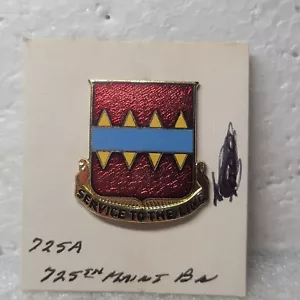 SERVICE TO THE LINE
725A
725TH MAINT BN